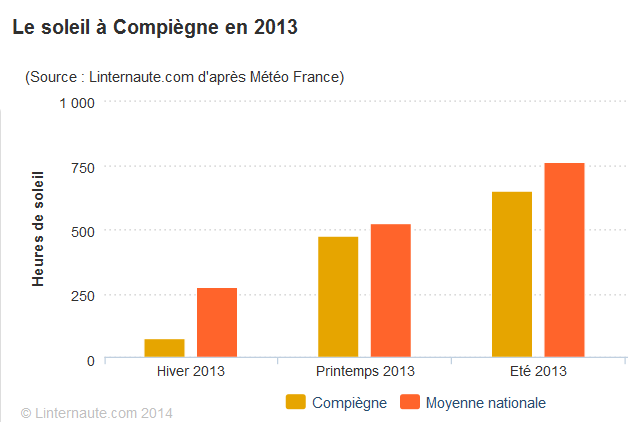 Le soleil à Compiègne en 2013
(Source : Linternaute.com d'après Météo France)
1 000
750
500
250
0
Heures de soleil
Hiver 2013
Printemps 2013
Eté 2013
Compiègne
Moyenne nationale
© Linternaute.com 2014